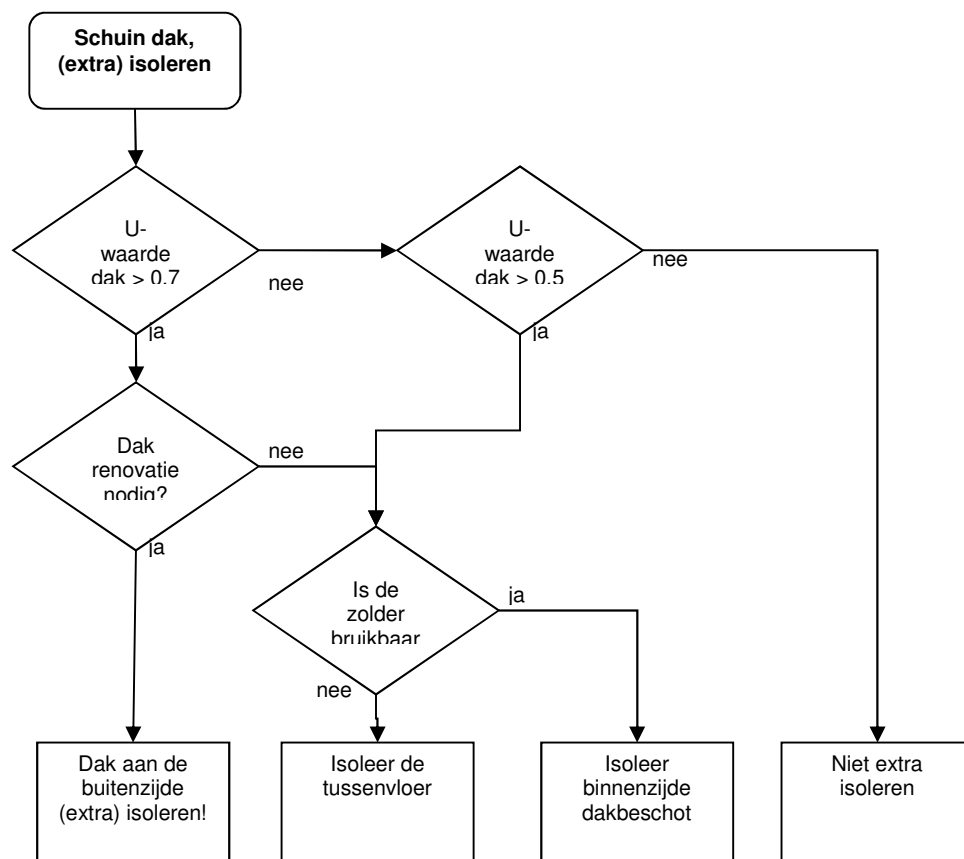 Schuin dak,
(extra) isoleren
U-
waarde
dak > 0.7
nee
ja
U-
waarde
dak > 0.5
nee
ja
Dak
renovatie
nodig?
nee
ja
Is de
zolder
bruikbaar
ja
nee
Dak aan de
buitenzijde
(extra) isoleren!
Isoleer de
tussenvloer
Isoleer
binnenzijde
dakbeschot
Niet extra
isoleren